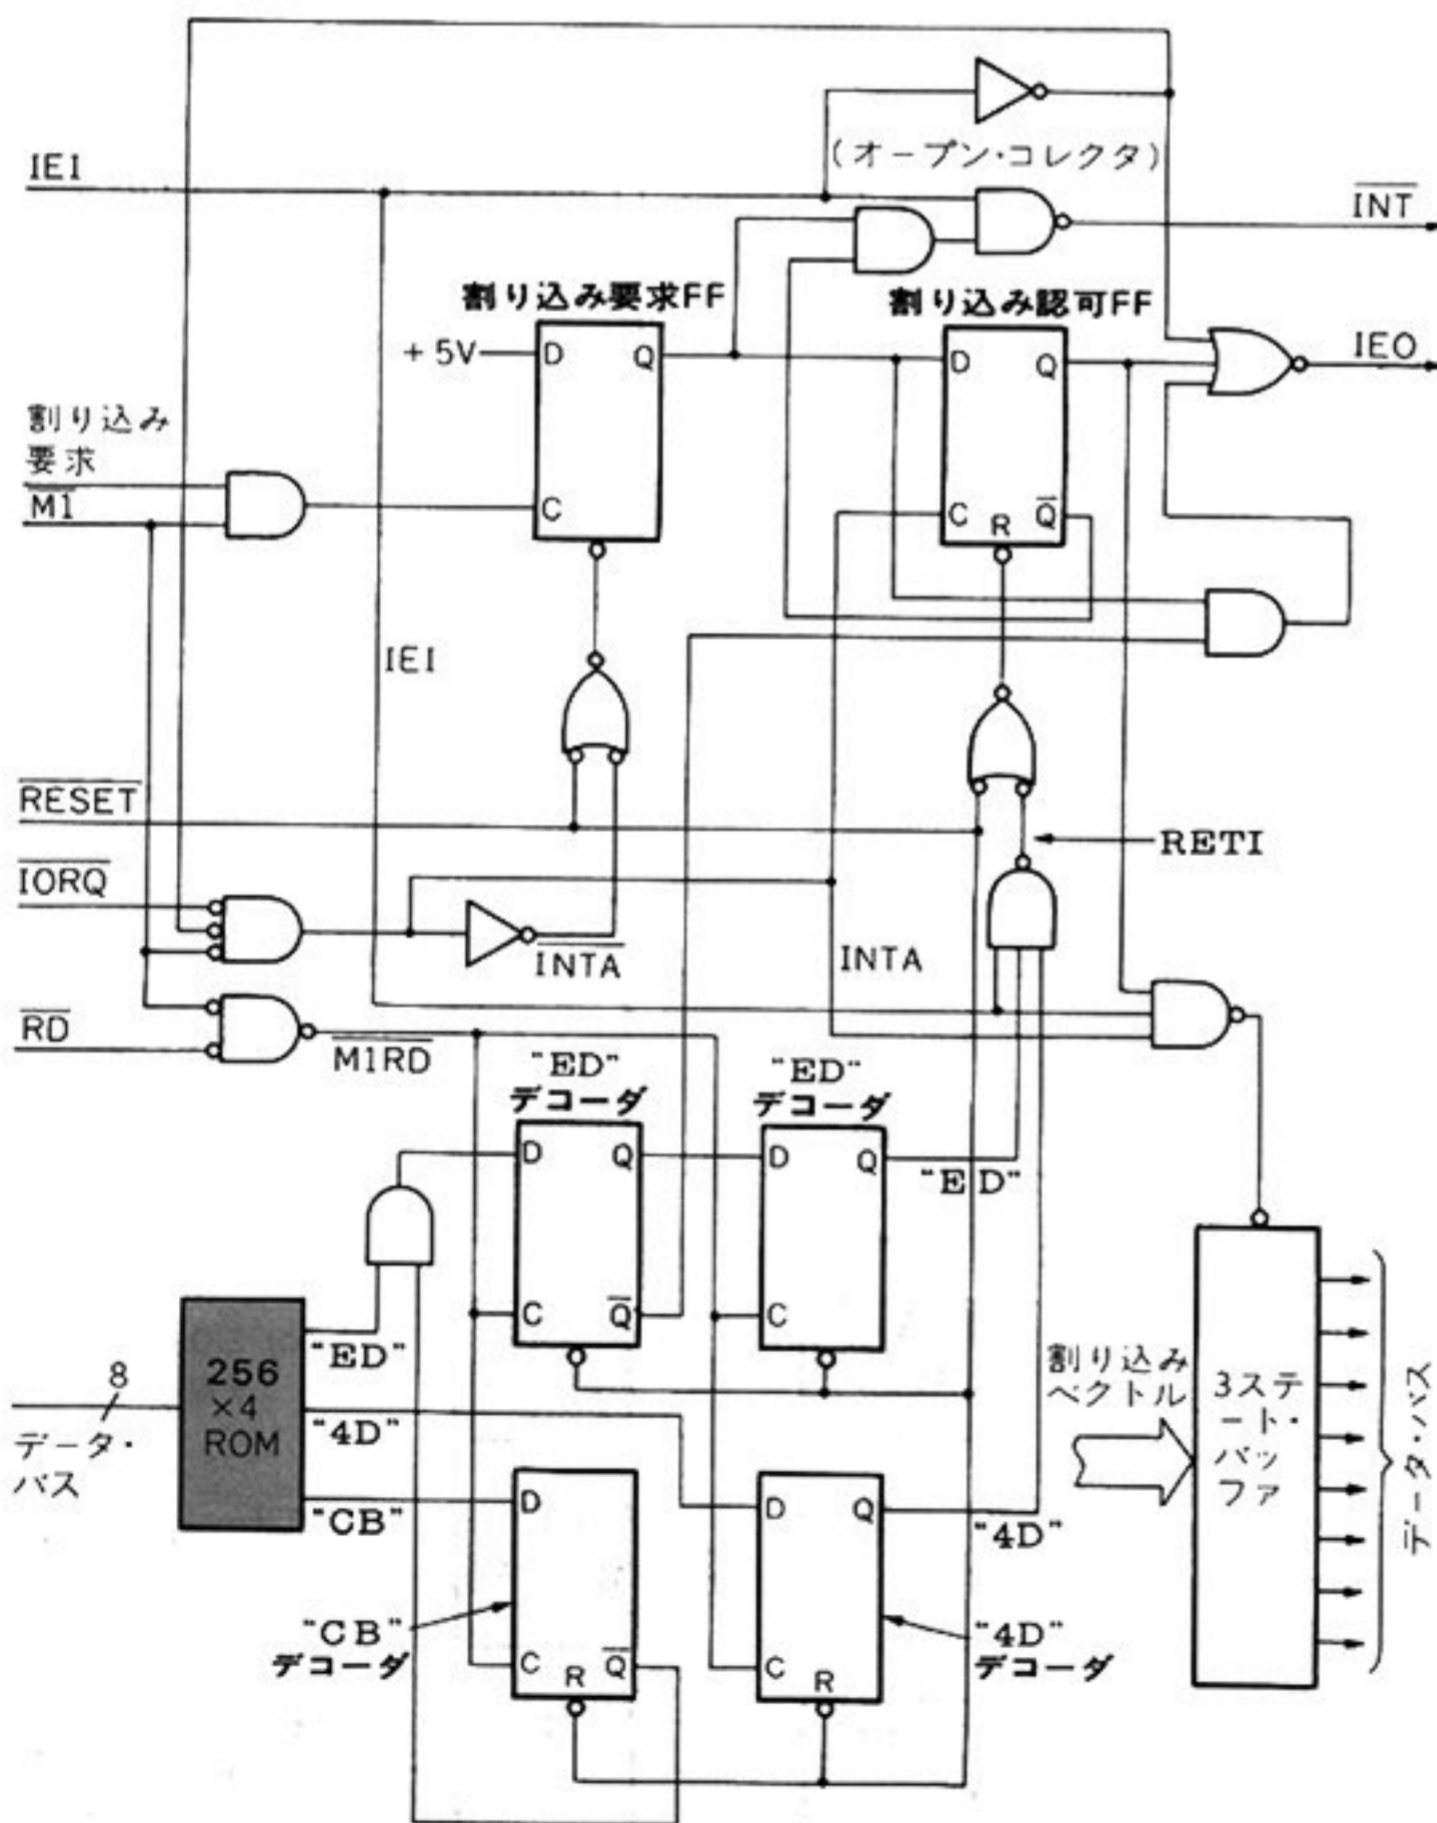 (オープン・コレクタ)
IEI
INT
割り込み要求FF
割り込み認可FF
+5V
D
Q
D
Q
IEO
割り込み
要求
M1
C
C
R
Q
IEI
RESET
RETI
IORQ
INTA
INTA
RD
M1RD
"ED"
デコーダ
"ED"
デコーダ
D
Q
D
Q
"ED"
C
Q
C
"ED"
256
×4
ROM
8
データ・
バス
"4D"
"CB"
割り込み
ベクトル
3ステ
ート・
バッ
ファ
データ・バス
D
D
Q
"4D"
"CB"
デコーダ
C
R
Q
C
R
"4D"
デコーダ